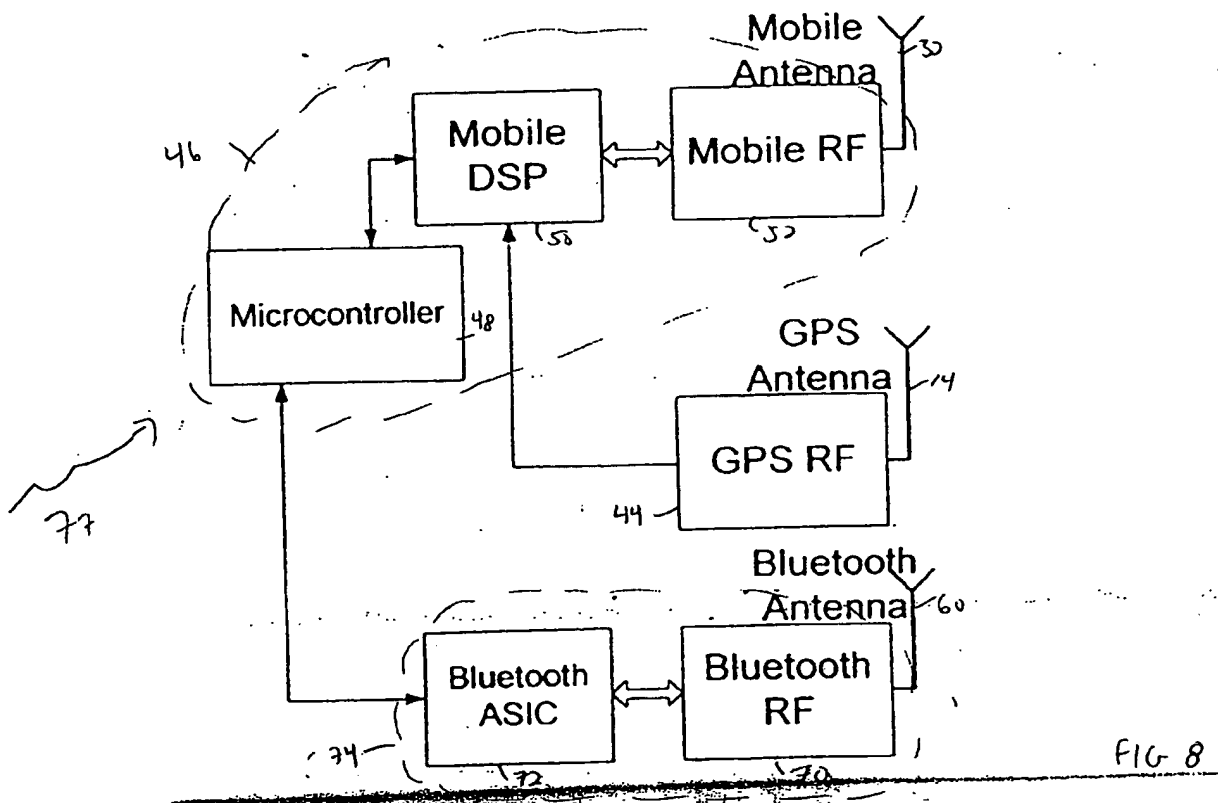 Mobile
Antenna
30
46
Mobile
DSP
50
Mobile RF
52
Microcontroller
48
GPS
Antenna
14
GPS RF
44
77
Bluetooth
Antenna
60
Bluetooth
ASIC
72
Bluetooth
RF
70
74
FIG 8